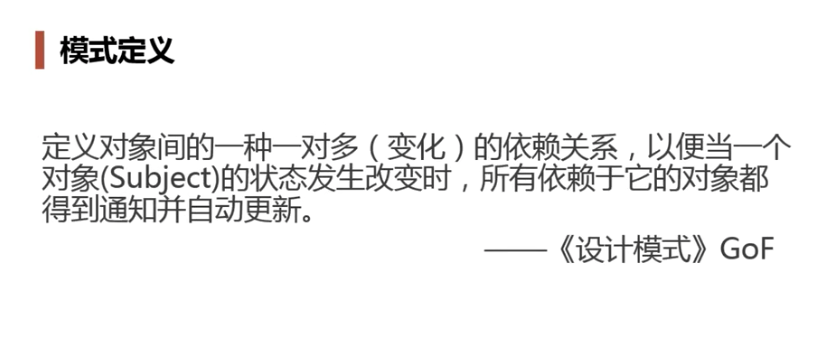 模式定义
定义对象间的一种一对多（变化）的依赖关系，以便当一个
对象(Subject)的状态发生改变时，所有依赖于它的对象都
得到通知并自动更新。
——《设计模式》GoF